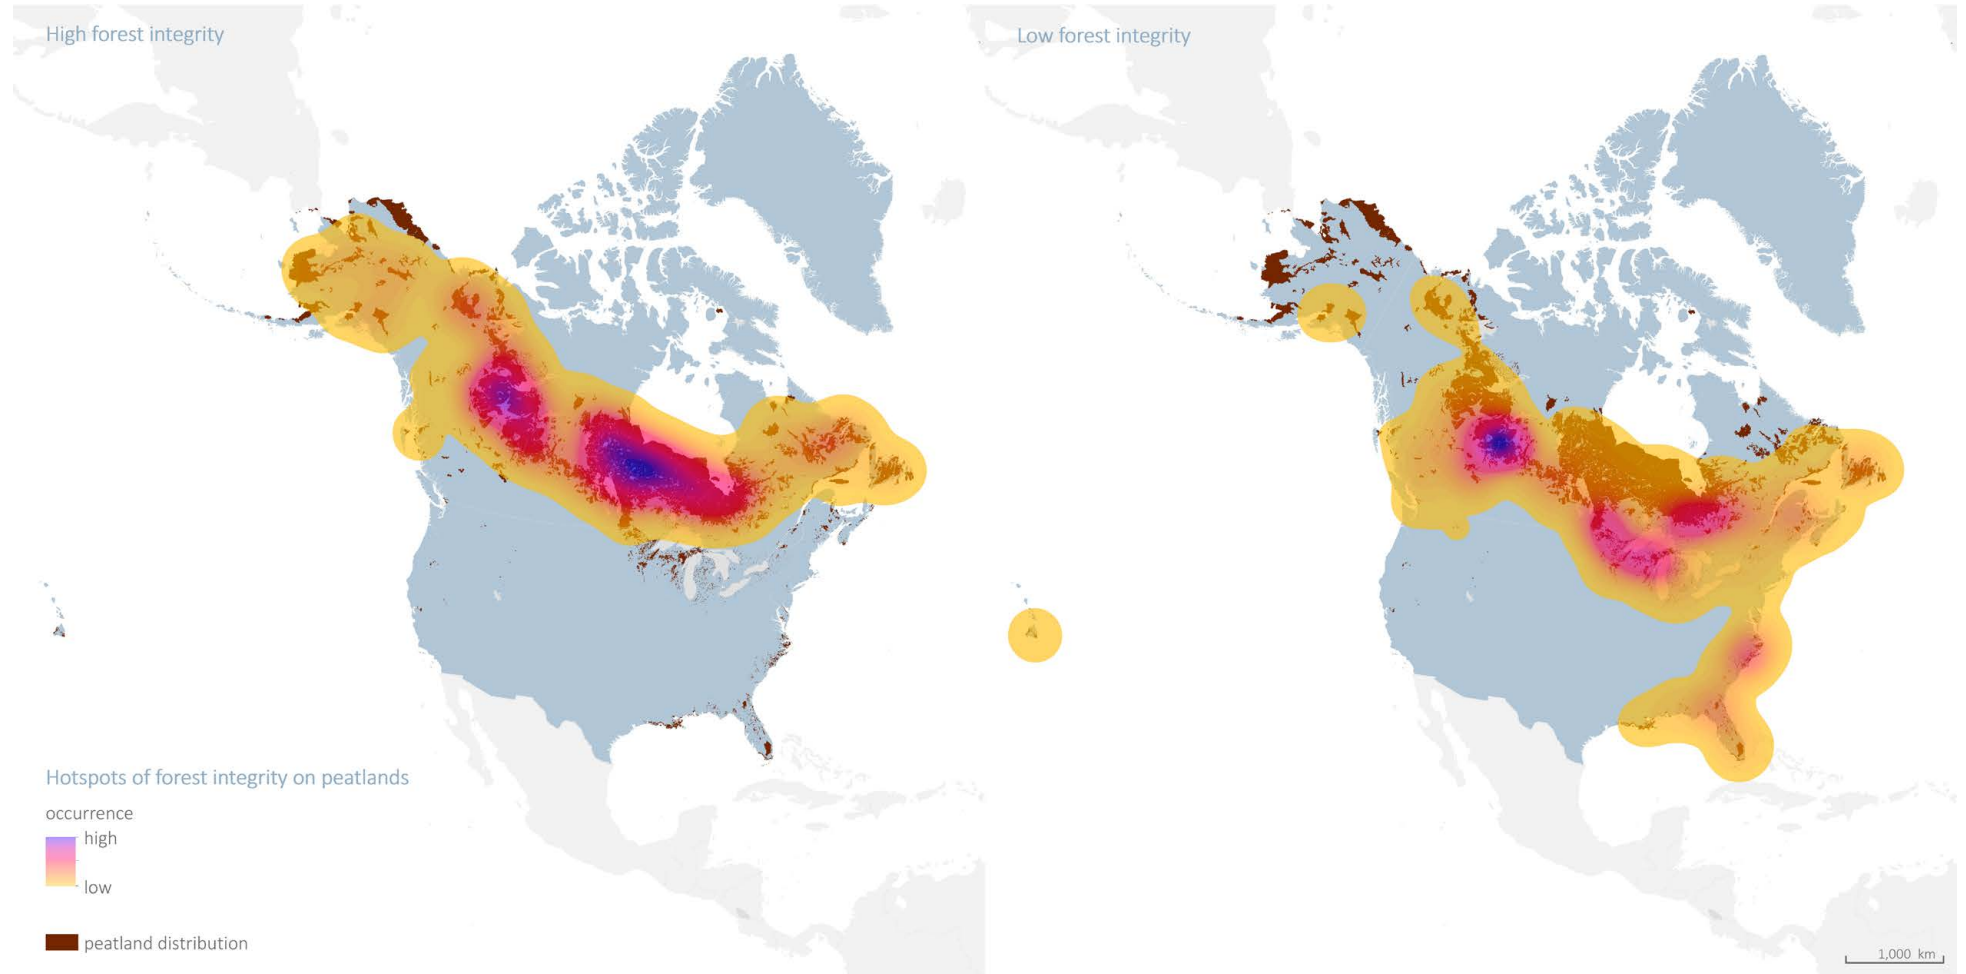 High forest integrity
Low forest integrity
Hotspots of forest integrity on peatlands
occurrence
high
low
peatland distribution
1,000 km